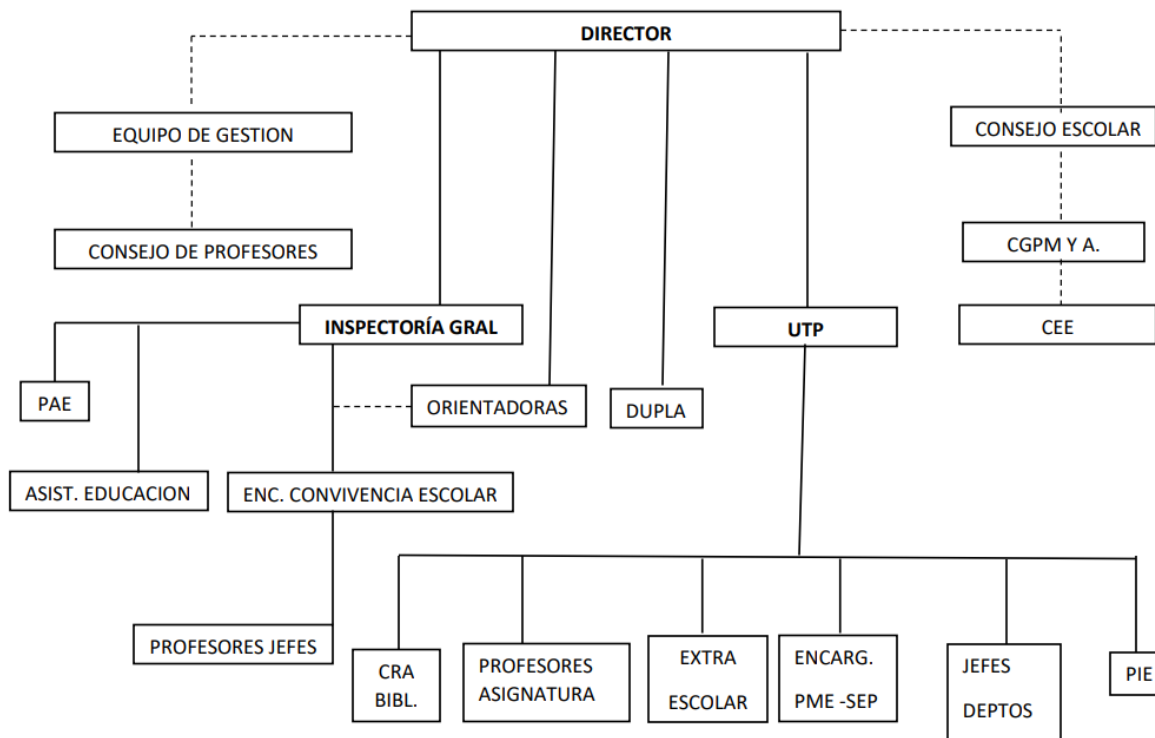 DIRECTOR
EQUIPO DE GESTION
CONSEJO ESCOLAR
CONSEJO DE PROFESORES
CGPM Y A.
INSPECTORÍA GRAL
UTP
CEE
PAE
ORIENTADORAS
DUPLA
ASIST. EDUCACION
ENC. CONVIVENCIA ESCOLAR
PROFESORES JEFES
CRA
BIBL.
PROFESORES
ASIGNATURA
EXTRA
ESCOLAR
ENCARG.
PME -SEP
JEFES
DEPTOS
PIE